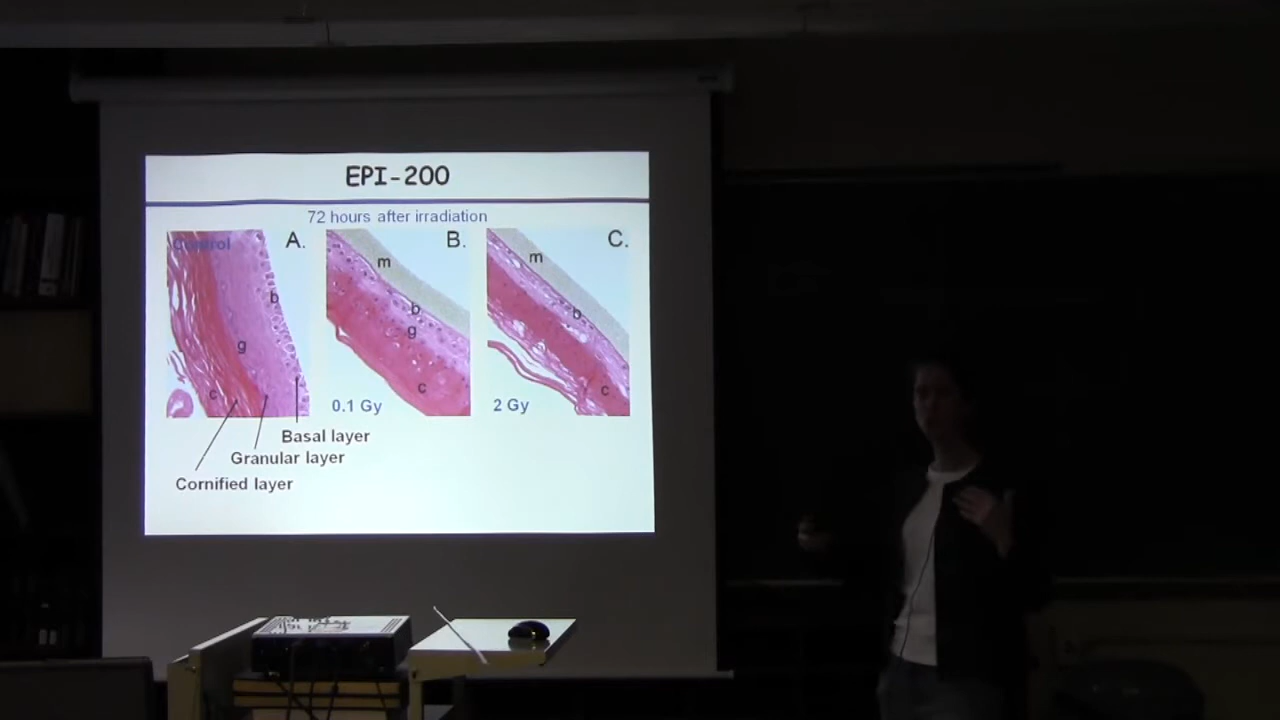 EPI-200
72 hours after irradiation
Control
A.
B.
C.
m
m
b
b
b
g
g
c
c
c
0.1 Gy
2 Gy
Basal layer
Granular layer
Cornified layer